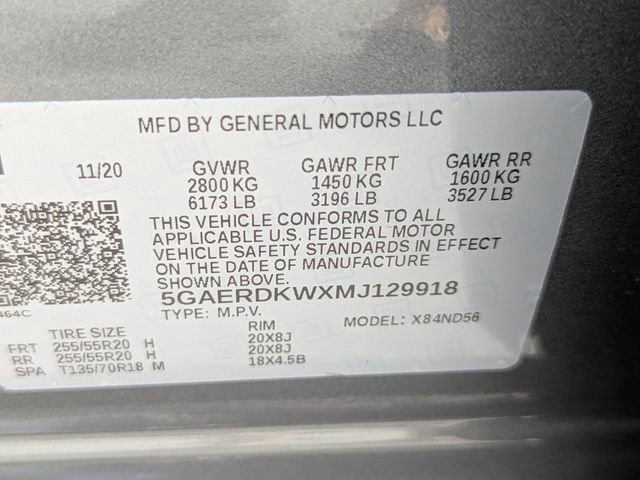 MFD BY GENERAL MOTORS LLC
11/20 GVWR GAWR FRT GAWR RR
2800 KG 1450 KG 1600 KG
6173 LB 3196 LB 3527 LB
THIS VEHICLE CONFORMS TO ALL
APPLICABLE U.S. FEDERAL MOTOR
VEHICLE SAFETY STANDARDS IN EFFECT
ON THE DATE OF MANUFACTURE
SHOWN ABOVE.
5GAERDKWXMJ129918
464C
TYPE: M.P.V. MODEL: X84ND56
TIRE SIZE RIM
FRT 255/55R20 H 20X8J
RR 255/55R20 H 20X8J
SPA T135/70R18 M 18X4.5B